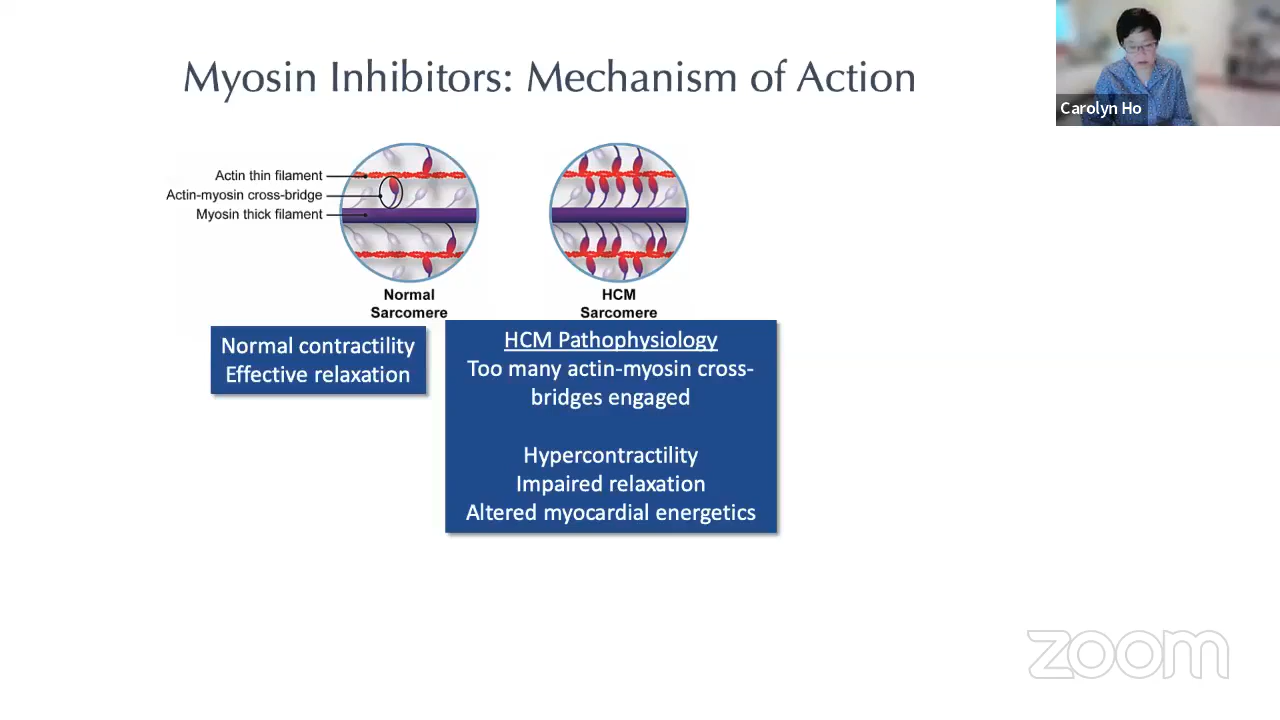 Myosin Inhibitors: Mechanism of Action
Carolyn Ho
Actin thin filament
Actin-myosin cross-bridge
Myosin thick filament
Normal
Sarcomere
HCM
Sarcomere
Normal contractility
Effective relaxation
HCM Pathophysiology
Too many actin-myosin cross-
bridges engaged
Hypercontractility
Impaired relaxation
Altered myocardial energetics
zoom